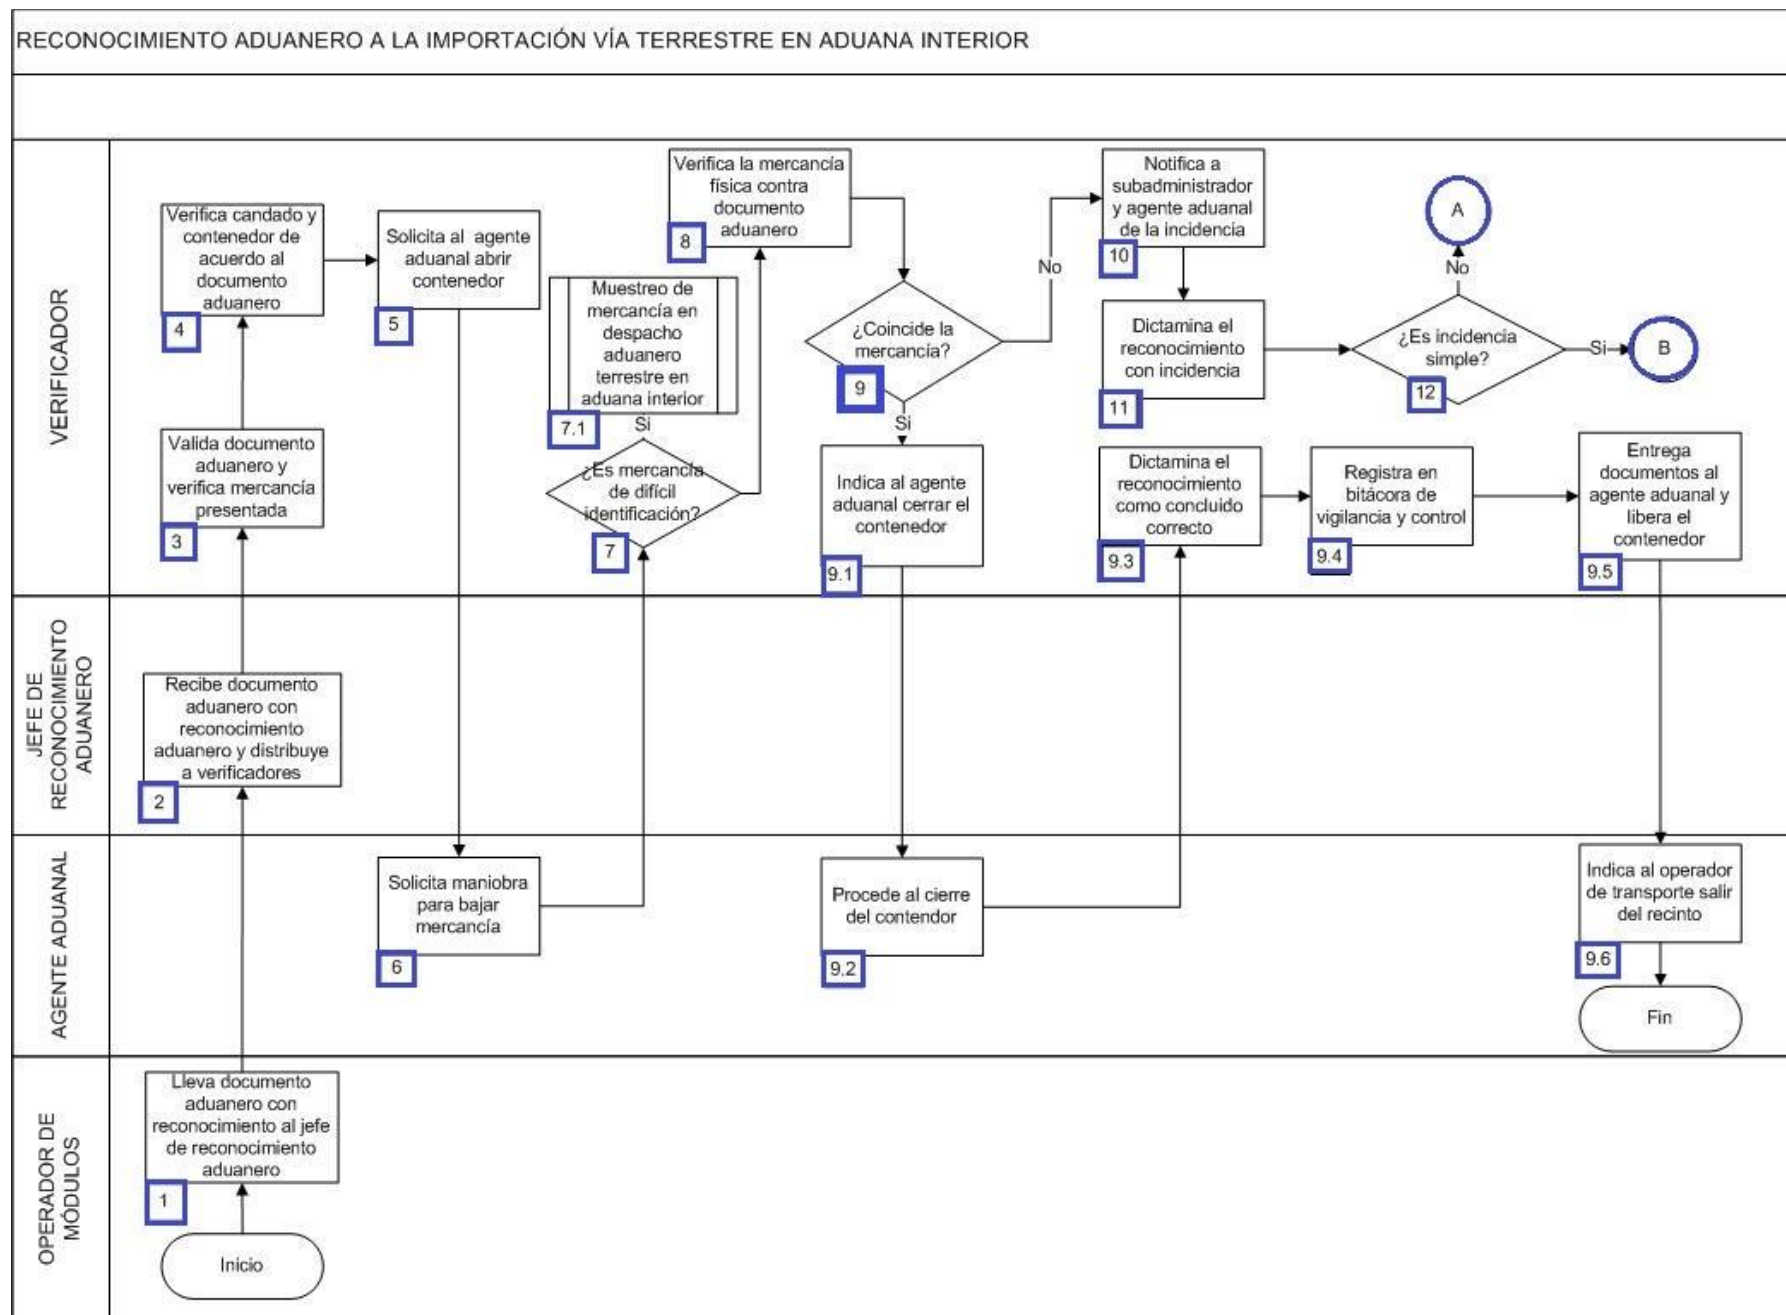 RECONOCIMIENTO ADUANERO A LA IMPORTACIÓN VÍA TERRESTRE EN ADUANA INTERIOR
VERIFICADOR
Verifica candado y
contenedor de
acuerdo al
documento
aduanero
4
Solicita al agente
aduanal abrir
contenedor
5
Valida documento
aduanero y
verifica mercancía
presentada
3
Muestreo de
mercancía en
despacho
aduanero
terrestre en
aduana interior
7.1
Si
¿Es mercancía
de difícil
identificación?
7
Verifica la mercancía
física contra
documento
aduanero
8
¿Coincide la
mercancía?
9
No
Si
Indica al agente
aduanal cerrar el
contenedor
9.1
Notifica a
subadministrador
y agente aduanal
de la incidencia
10
Dictamina el
reconocimiento
con incidencia
11
¿Es incidencia
simple?
12
No
A
Si
B
Dictamina el
reconocimiento
como concluido
correcto
9.3
Registra en
bitácora de
vigilancia y control
9.4
Entrega
documentos al
agente aduanal y
libera el
contenedor
9.5
JEFE DE
RECONOCIMIENTO
ADUANERO
Recibe documento
aduanero con
reconocimiento
aduanero y distribuye
a verificadores
2
AGENTE ADUANAL
Solicita maniobra
para bajar
mercancía
6
Procede al cierre
del contendor
9.2
Indica al operador
de transporte salir
del recinto
9.6
Fin
OPERADOR DE
MÓDULOS
Lleva documento
aduanero con
reconocimiento al jefe
de reconocimiento
aduanero
1
Inicio